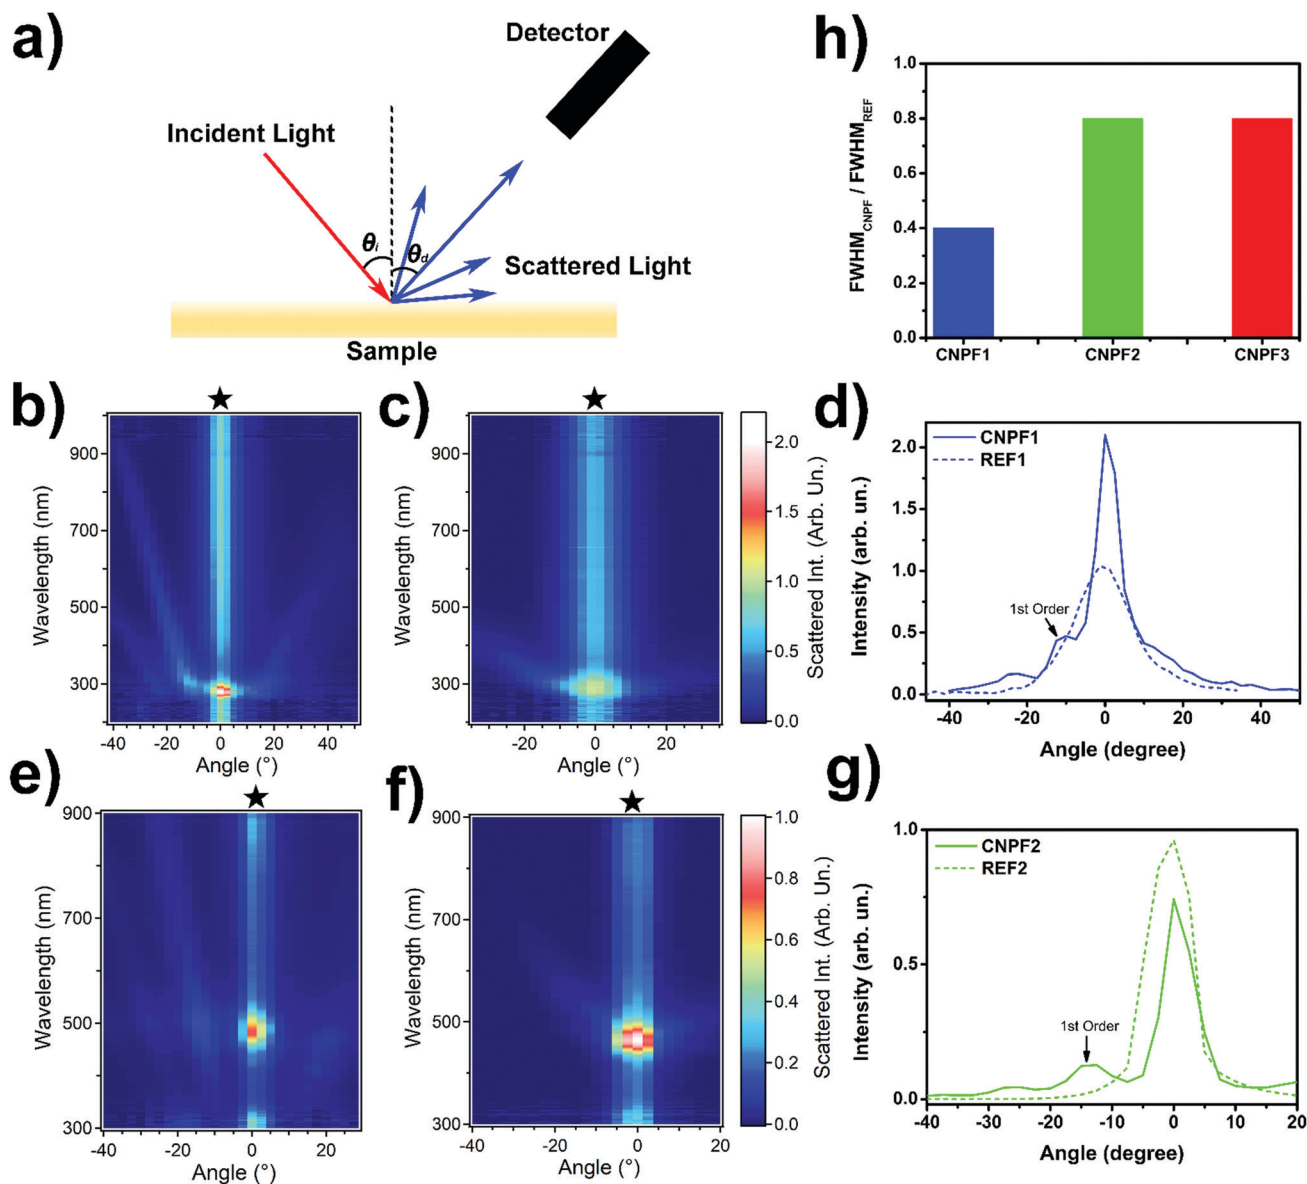 a)
Detector
Incident Light
θi
θd
Scattered Light
Sample
h)
FWHMCNPF / FWHMREF
1.0
0.8
0.6
0.4
0.2
0.0
CNPF1
CNPF2
CNPF3
b)
★
Wavelength (nm)
900
700
500
300
-40
-20
0
20
40
Angle (°)
c)
★
Wavelength (nm)
900
700
500
300
-20
0
20
Angle (°)
2.0
1.5
1.0
0.5
0.0
Scattered Int. (Arb. Un.)
d)
CNPF1
REF1
1st Order
Intensity (arb. un.)
2.0
1.5
1.0
0.5
0.0
-40
-20
0
20
40
Angle (degree)
e)
★
Wavelength (nm)
900
700
500
300
-40
-20
0
20
Angle (°)
f)
★
Wavelength (nm)
900
700
500
300
-40
-20
0
20
Angle (°)
1.0
0.8
0.6
0.4
0.2
0.0
Scattered Int. (Arb. Un.)
g)
CNPF2
REF2
1st Order
Intensity (arb. un.)
1.0
0.5
0.0
-40
-30
-20
-10
0
10
20
Angle (degree)